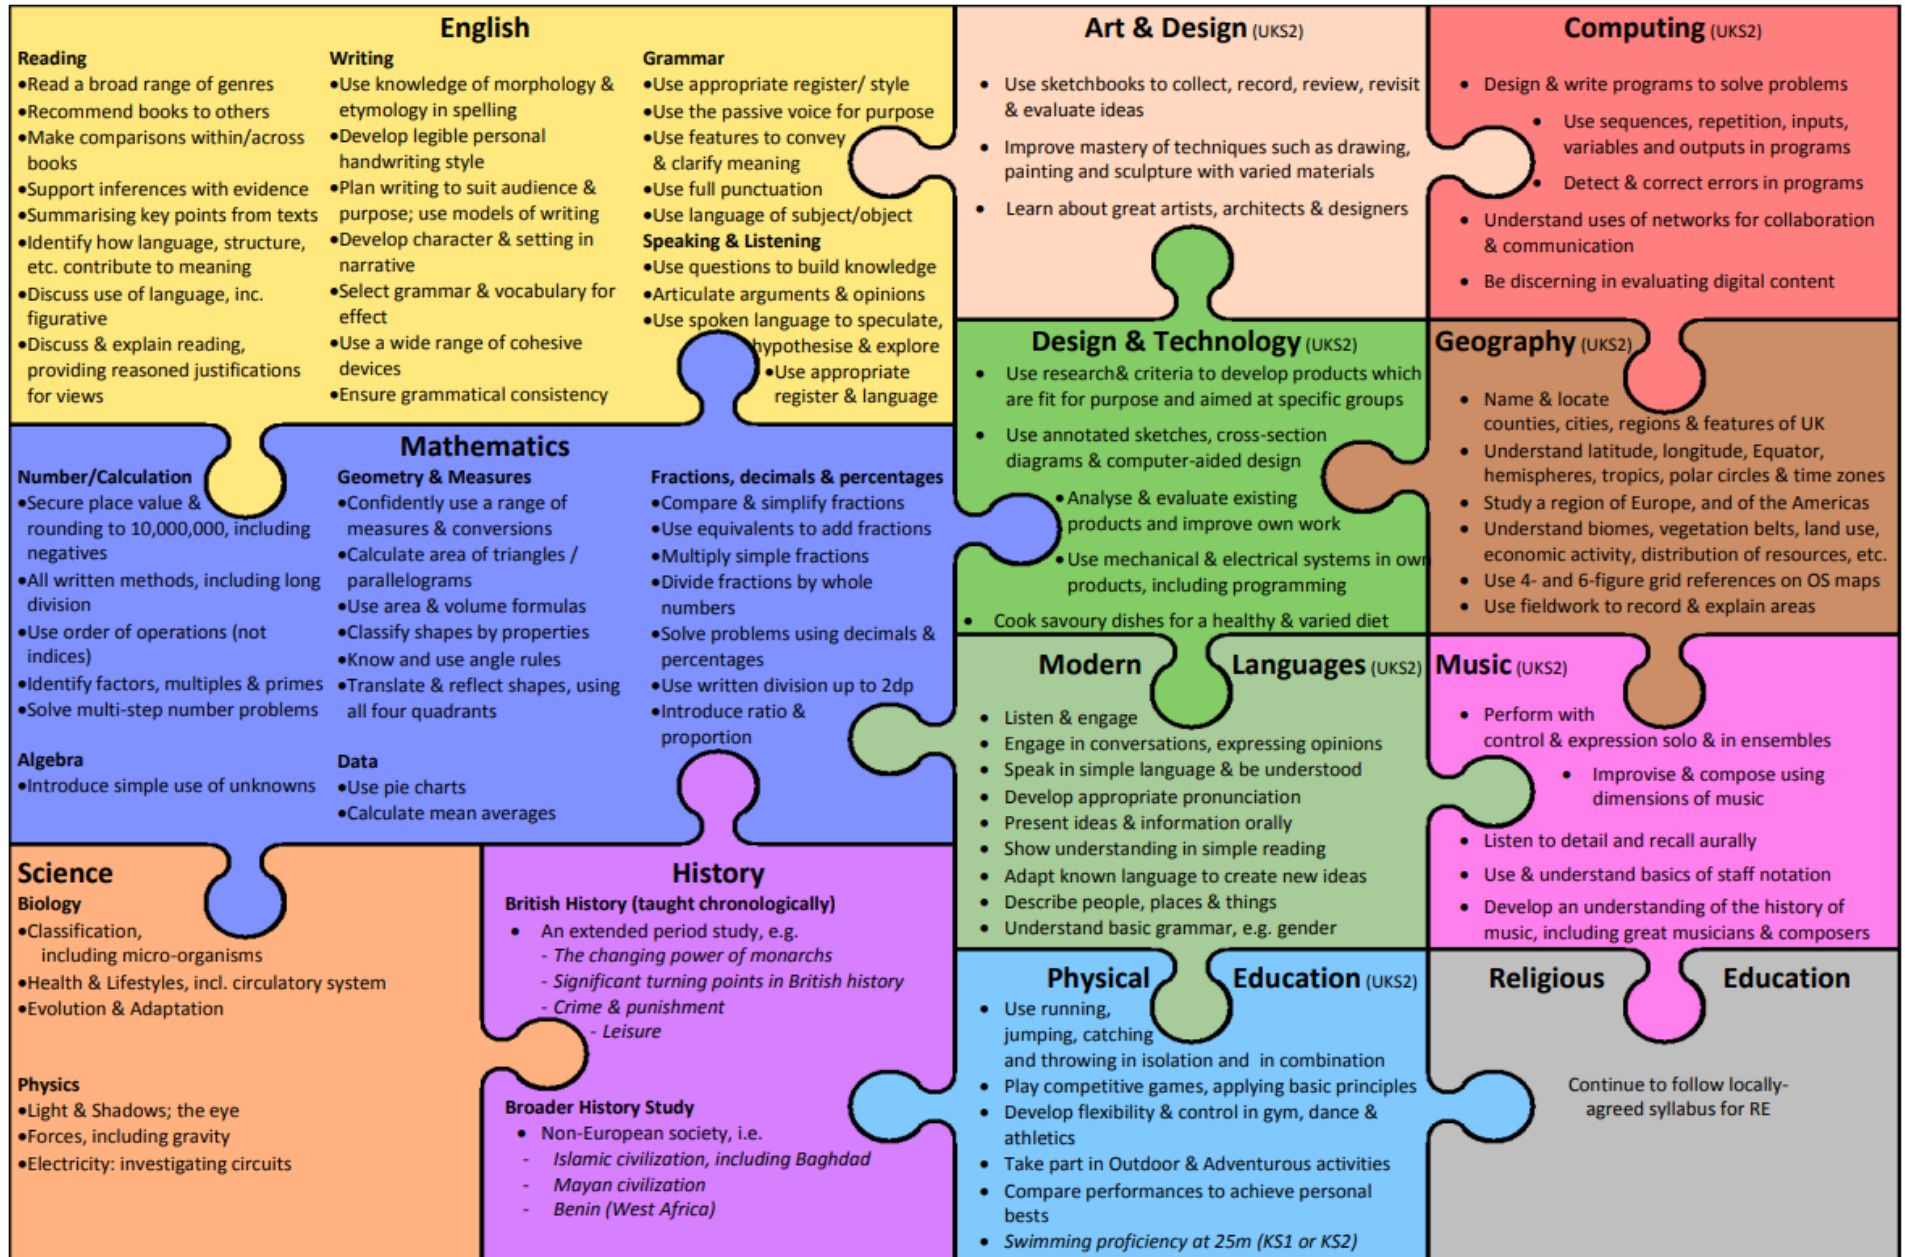 English
Reading
•Read a broad range of genres
•Recommend books to others
•Make comparisons within/across
books
•Support inferences with evidence
•Summarising key points from texts
•Identify how language, structure,
etc. contribute to meaning
•Discuss use of language, inc.
figurative
•Discuss & explain reading,
providing reasoned justifications
for views
Writing
•Use knowledge of morphology &
etymology in spelling
•Develop legible personal
handwriting style
•Plan writing to suit audience &
purpose; use models of writing
•Develop character & setting in
narrative
•Select grammar & vocabulary for
effect
•Use a wide range of cohesive
devices
•Ensure grammatical consistency
Grammar
•Use appropriate register/ style
•Use the passive voice for purpose
•Use features to convey
& clarify meaning
•Use full punctuation
•Use language of subject/object
Speaking & Listening
•Use questions to build knowledge
•Articulate arguments & opinions
•Use spoken language to speculate,
hypothesise & explore
•Use appropriate
register & language
Art & Design (UKS2)
• Use sketchbooks to collect, record, review, revisit
& evaluate ideas
• Improve mastery of techniques such as drawing,
painting and sculpture with varied materials
• Learn about great artists, architects & designers
Computing (UKS2)
• Design & write programs to solve problems
• Use sequences, repetition, inputs,
variables and outputs in programs
• Detect & correct errors in programs
• Understand uses of networks for collaboration
& communication
• Be discerning in evaluating digital content
Mathematics
Number/Calculation
•Secure place value &
rounding to 10,000,000, including
negatives
•All written methods, including long
division
•Use order of operations (not
indices)
•Identify factors, multiples & primes
•Solve multi-step number problems
Algebra
•Introduce simple use of unknowns
Geometry & Measures
•Confidently use a range of
measures & conversions
•Calculate area of triangles /
parallelograms
•Use area & volume formulas
•Classify shapes by properties
•Know and use angle rules
•Translate & reflect shapes, using
all four quadrants
Data
•Use pie charts
•Calculate mean averages
Fractions, decimals & percentages
•Compare & simplify fractions
•Use equivalents to add fractions
•Multiply simple fractions
•Divide fractions by whole
numbers
•Solve problems using decimals &
percentages
•Use written division up to 2dp
•Introduce ratio &
proportion
Design & Technology (UKS2)
• Use research& criteria to develop products which
are fit for purpose and aimed at specific groups
• Use annotated sketches, cross-section
diagrams & computer-aided design
•Analyse & evaluate existing
products and improve own work
•Use mechanical & electrical systems in own
products, including programming
• Cook savoury dishes for a healthy & varied diet
Geography (UKS2)
• Name & locate
counties, cities, regions & features of UK
• Understand latitude, longitude, Equator,
hemispheres, tropics, polar circles & time zones
• Study a region of Europe, and of the Americas
• Understand biomes, vegetation belts, land use,
economic activity, distribution of resources, etc.
• Use 4- and 6-figure grid references on OS maps
• Use fieldwork to record & explain areas
Modern Languages (UKS2)
• Listen & engage
• Engage in conversations, expressing opinions
• Speak in simple language & be understood
• Develop appropriate pronunciation
• Present ideas & information orally
• Show understanding in simple reading
• Adapt known language to create new ideas
• Describe people, places & things
• Understand basic grammar, e.g. gender
Music (UKS2)
• Perform with
control & expression solo & in ensembles
• Improvise & compose using
dimensions of music
• Listen to detail and recall aurally
• Use & understand basics of staff notation
• Develop an understanding of the history of
music, including great musicians & composers
Science
Biology
•Classification,
including micro-organisms
•Health & Lifestyles, incl. circulatory system
•Evolution & Adaptation
Physics
•Light & Shadows; the eye
•Forces, including gravity
•Electricity: investigating circuits
History
British History (taught chronologically)
• An extended period study, e.g.
- The changing power of monarchs
- Significant turning points in British history
- Crime & punishment
- Leisure
Broader History Study
• Non-European society, i.e.
- Islamic civilization, including Baghdad
- Mayan civilization
- Benin (West Africa)
Physical Education (UKS2)
• Use running,
jumping, catching
and throwing in isolation and in combination
• Play competitive games, applying basic principles
• Develop flexibility & control in gym, dance &
athletics
• Take part in Outdoor & Adventurous activities
• Compare performances to achieve personal
bests
• Swimming proficiency at 25m (KS1 or KS2)
Religious Education
Continue to follow locally-
agreed syllabus for RE